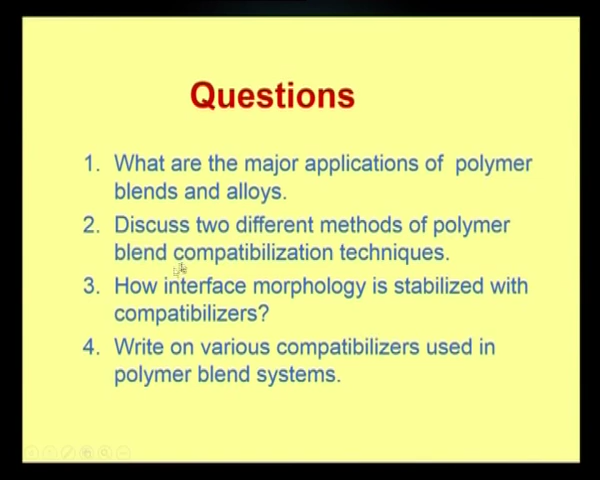 Questions
1. What are the major applications of polymer
blends and alloys.
2. Discuss two different methods of polymer
blend compatibilization techniques.
3. How interface morphology is stabilized with
compatibilizers?
4. Write on various compatibilizers used in
polymer blend systems.